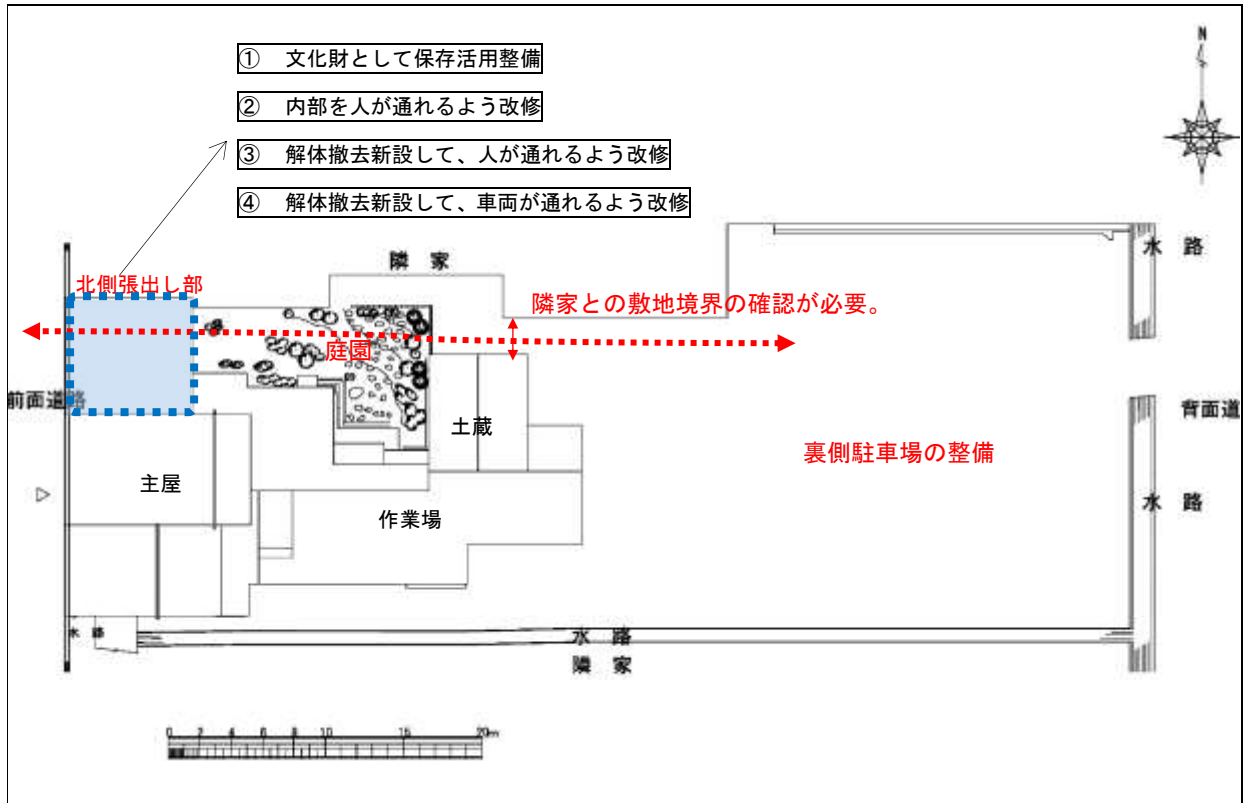 ① 文化財として保存活用整備
② 内部を人が通れるよう改修
③ 解体撤去新設して、人が通れるよう改修
④ 解体撤去新設して、車両が通れるよう改修
N
水 路
隣 家
北側張出し部
隣家との敷地境界の確認が必要。
庭園
前面道路
背面道
土蔵
裏側駐車場の整備
主屋
水 路
作業場
水 路
水 路
隣 家
0 2 4 6 8 10 15 20m